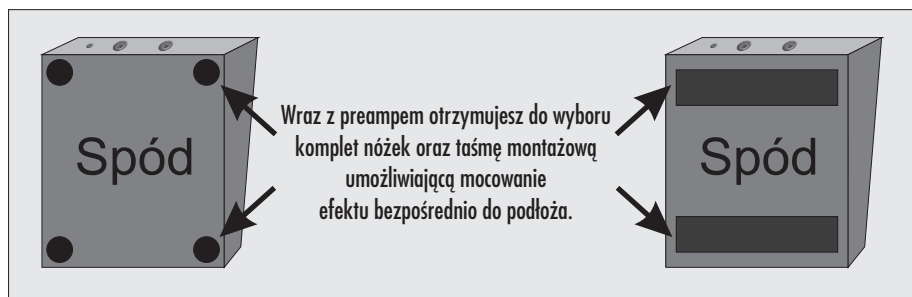 Spód
Wraz z preampem otrzymujesz do wyboru
komplet nóżek oraz taśmę montażową
umożliwiającą mocowanie
efektu bezpośrednio do podłoża.
Spód